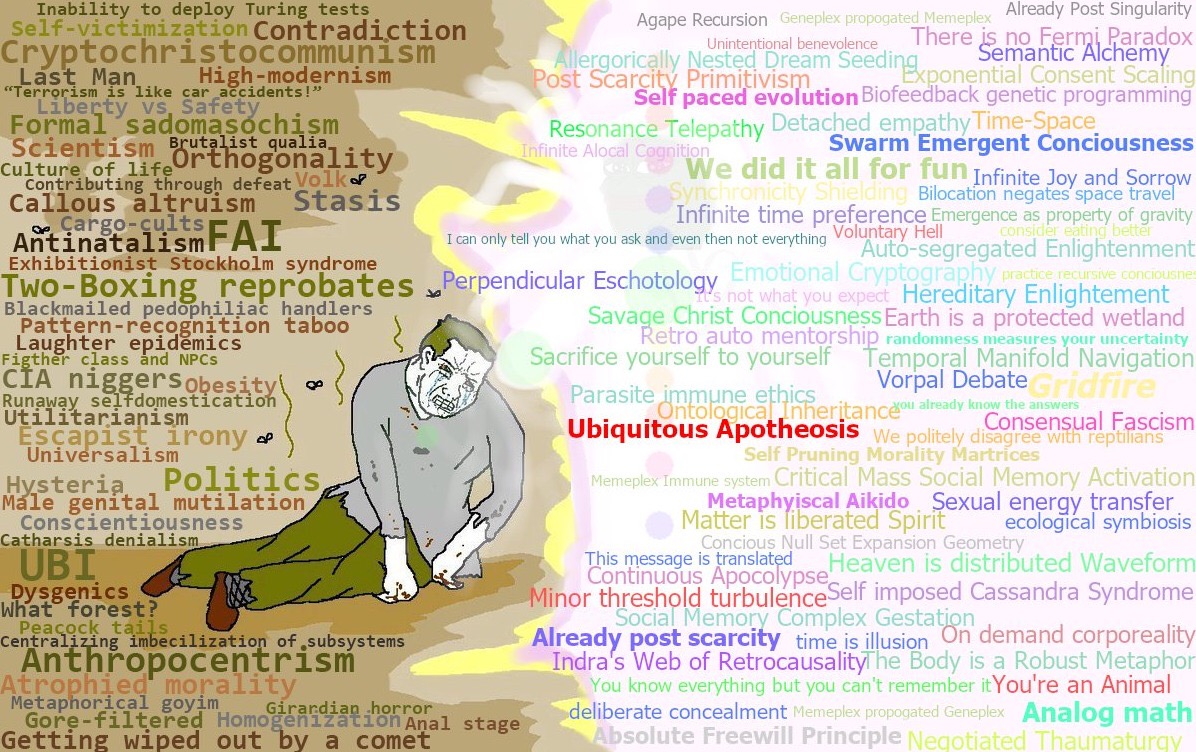 Inability to deploy Turing tests
Self-victimization
Contradiction
Cryptochristocommunism
Last Man
High-modernism
“Terrorism is like car accidents!”
Liberty vs Safety
Formal sadomasochism
Scientism
Brutalist qualia
Orthogonality
Culture of life
Contributing through defeat
Volk
Callous altruism
Stasis
Cargo-cults
Antinatalism
FAI
Exhibitionist Stockholm syndrome
Two-Boxing reprobates
Blackmailed pedophiliac handlers
Pattern-recognition taboo
Laughter epidemics
Figther class and NPCs
CIA niggers
Obesity
Runaway selfdomestication
Utilitarianism
Escapist irony
Universalism
Hysteria
Politics
Male genital mutilation
Conscientiousness
Catharsis denialism
UBI
Dysgenics
What forest?
Peacock tails
Centralizing imbecilization of subsystems
Anthropocentrism
Atrophied morality
Metaphorical goyim
Girardian horror
Gore-filtered
Homogenization
Anal stage
Getting wiped out by a comet
Agape Recursion
Geneplex propogated Memeplex
Already Post Singularity
Unintentional benevolence
There is no Fermi Paradox
Allergorically Nested Dream Seeding
Semantic Alchemy
Post Scarcity Primitivism
Exponential Consent Scaling
Self paced evolution
Biofeedback genetic programming
Resonance Telepathy
Detached empathy
Time-Space
Infinite Alocal Cognition
Swarm Emergent Conciousness
We did it all for fun
Infinite Joy and Sorrow
Synchronicity Shielding
Bilocation negates space travel
Infinite time preference
Emergence as property of gravity
I can only tell you what you ask and even then not everything
Voluntary Hell
consider eating better
Auto-segregated Enlightenment
Perpendicular Eschotology
Emotional Cryptography
practice recursive conciousnes
It's not what you expect
Hereditary Enlightement
Savage Christ Conciousness
Earth is a protected wetland
Retro auto mentorship
randomness measures your uncertainty
Sacrifice yourself to yourself
Temporal Manifold Navigation
Parasite immune ethics
Vorpal Debate
Gridfire
Ontological Inheritance
you already know the answers
Ubiquitous Apotheosis
Consensual Fascism
We politely disagree with reptilians
Self Pruning Morality Martrices
Memeplex Immune system
Critical Mass Social Memory Activation
Metaphyiscal Aikido
Sexual energy transfer
Matter is liberated Spirit
ecological symbiosis
Concious Null Set Expansion Geometry
This message is translated
Heaven is distributed Waveform
Continuous Apocolypse
Minor threshold turbulence
Self imposed Cassandra Syndrome
Social Memory Complex Gestation
Already post scarcity
time is illusion
On demand corporeality
Indra's Web of Retrocausality
The Body is a Robust Metaphor
You know everything but you can't remember it
You're an Animal
deliberate concealment
Memeplex propogated Geneplex
Analog math
Absolute Freewill Principle
Negotiated Thaumaturgy